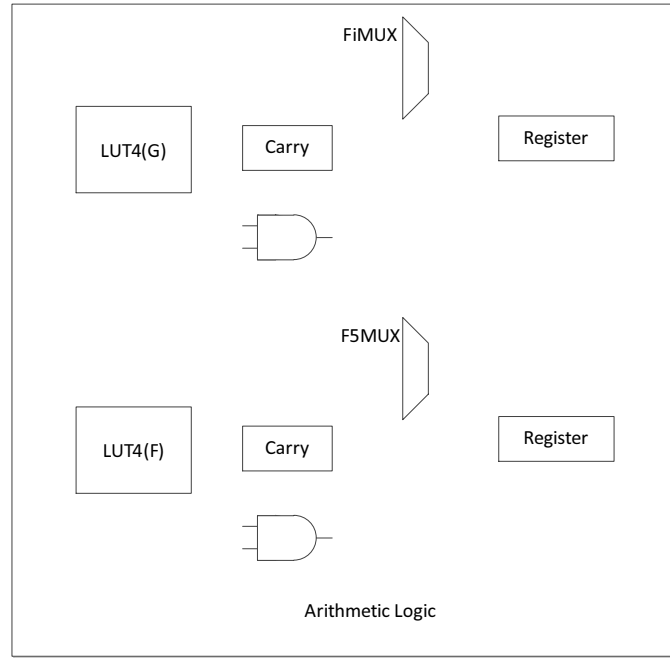 FiMUX
LUT4(G)
Carry
Register
F5MUX
LUT4(F)
Carry
Register
Arithmetic Logic